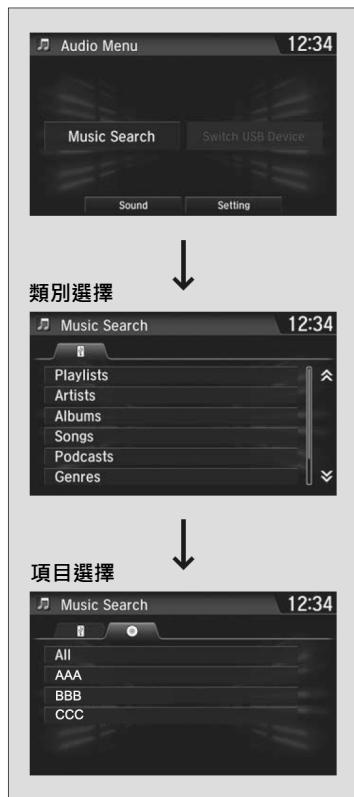 Audio Menu 12:34
Music Search Switch USB Device
Sound Setting
類別選擇
Music Search 12:34
Playlists
Artists
Albums
Songs
Podcasts
Genres
項目選擇
Music Search 12:34
All
AAA
BBB
CCC